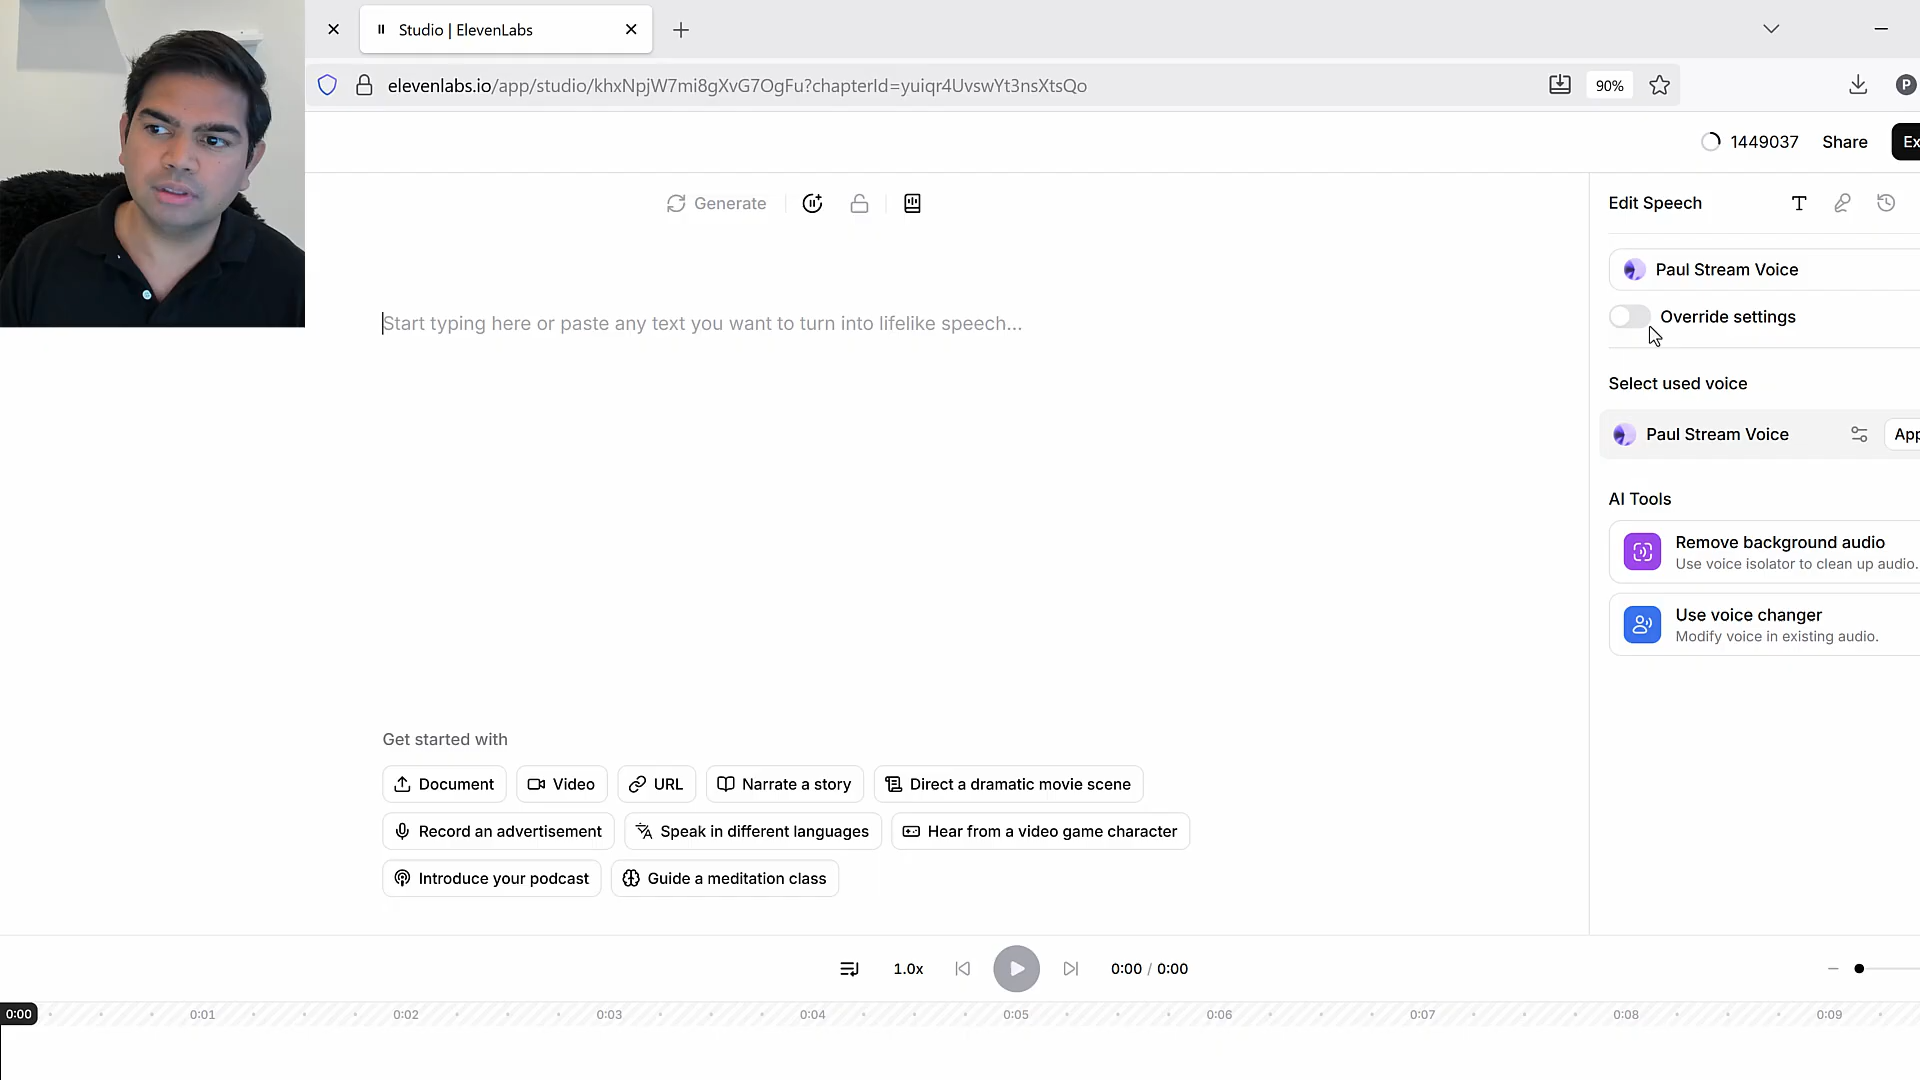 Studio | ElevenLabs
elevenlabs.io/app/studio/khxNpjW7mi8gXvG7OgFu?chapterId=yuiqr4UvswYt3nsXtsQo
90%
P
1449037
Share
Ex
Generate
Edit Speech
Paul Stream Voice
Start typing here or paste any text you want to turn into lifelike speech...
Override settings
Select used voice
Paul Stream Voice
App
AI Tools
Remove background audio
Use voice isolator to clean up audio.
Use voice changer
Modify voice in existing audio.
Get started with
Document
Video
URL
Narrate a story
Direct a dramatic movie scene
Record an advertisement
Speak in different languages
Hear from a video game character
Introduce your podcast
Guide a meditation class
1.0x
0:00 / 0:00
0:00
0:01
0:02
0:03
0:04
0:05
0:06
0:07
0:08
0:09